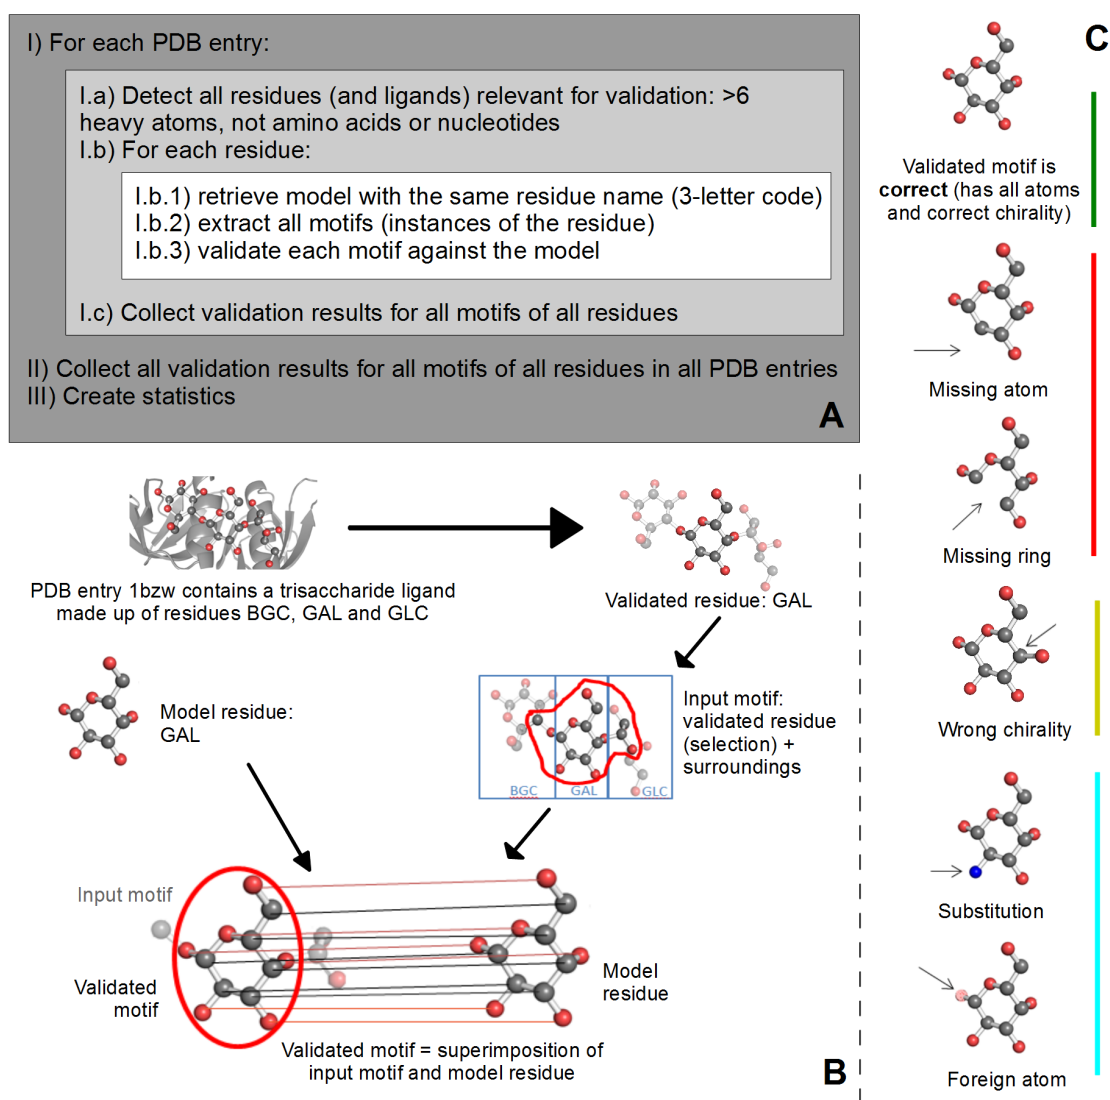 I) For each PDB entry:
I.a) Detect all residues (and ligands) relevant for validation: >6
heavy atoms, not amino acids or nucleotides
I.b) For each residue:
I.b.1) retrieve model with the same residue name (3-letter code)
I.b.2) extract all motifs (instances of the residue)
I.b.3) validate each motif against the model
I.c) Collect validation results for all motifs of all residues
II) Collect all validation results for all motifs of all residues in all PDB entries
III) Create statistics
A
PDB entry 1bzw contains a trisaccharide ligand
made up of residues BGC, GAL and GLC
Validated residue: GAL
Model residue:
GAL
Input motif:
validated residue
(selection) +
surroundings
BGC
GAL
GLC
Input motif
Validated
motif
Model
residue
Validated motif = superimposition of
input motif and model residue
B
C
Validated motif is
correct (has all atoms
and correct chirality)
Missing atom
Missing ring
Wrong chirality
Substitution
Foreign atom